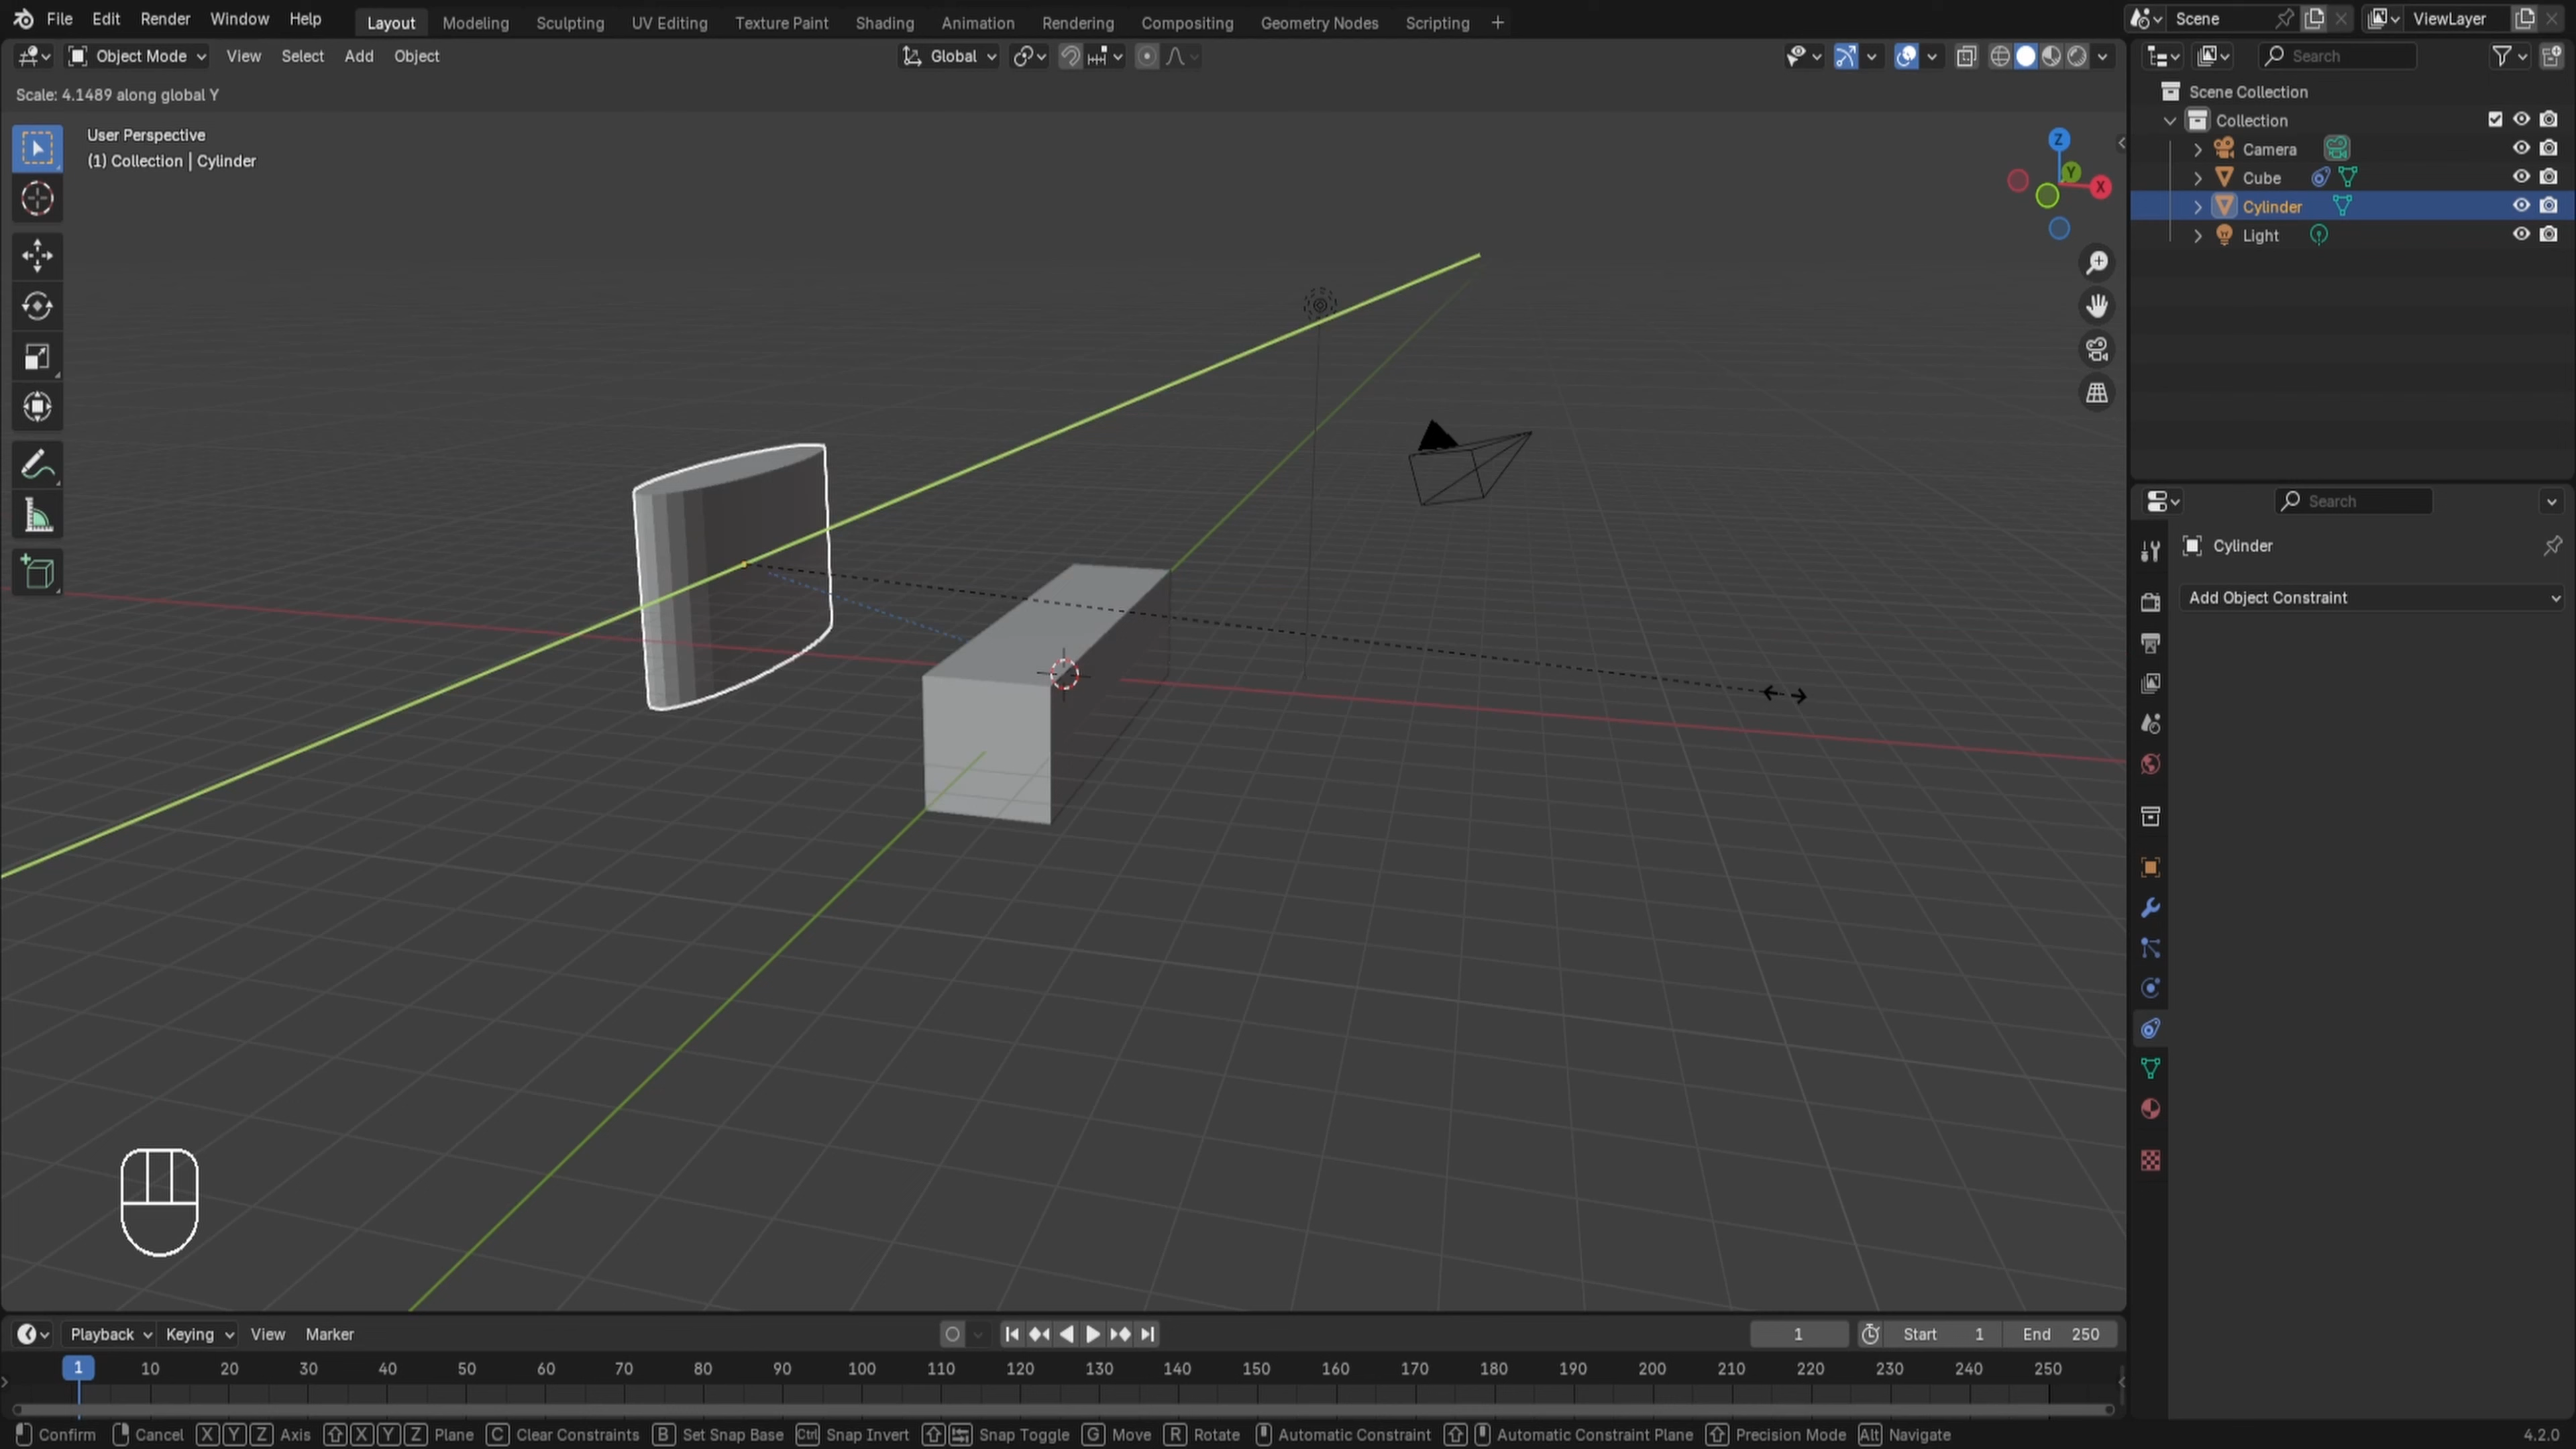 File Edit Render Window Help Layout Modeling Sculpting UV Editing Texture Paint Shading Animation Rendering Compositing Geometry Nodes Scripting + Scene ViewLayer
Object Mode View Select Add Object Global Search
Scale: 4.1489 along global Y
User Perspective
(1) Collection | Cylinder
Z
Y
X
Scene Collection
Collection
Camera
Cube
Cylinder
Light
Search
Cylinder
Add Object Constraint
Playback Keying View Marker 1 Start 1 End 250
1 10 20 30 40 50 60 70 80 90 100 110 120 130 140 150 160 170 180 190 200 210 220 230 240 250
Confirm Cancel X Y Z Axis X Y Z Plane C Clear Constraints B Set Snap Base Ctrl Snap Invert Snap Toggle G Move R Rotate Automatic Constraint Automatic Constraint Plane Precision Mode Alt Navigate 4.2.0